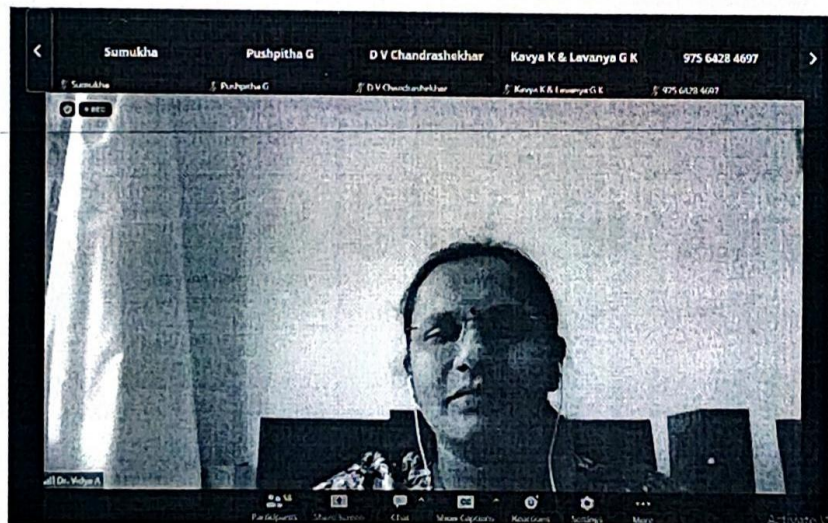 Sumukha Pushpitha G D V Chandrashekhar Kavya K & Lavanya G K 975 6428 4697
Sumukha Pushpitha G D V Chandrashekhar Kavya K & Lavanya G K 975 6428 4697
REC
Dr. Vidya A
Participants Share Screen Chat Show Captions Reactions Settings More